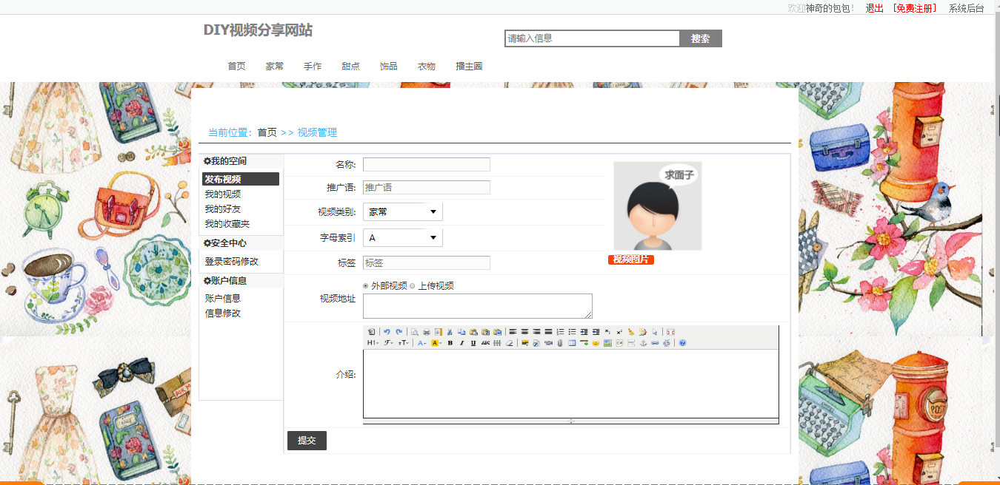 欢迎神奇的包包！ 退出 [免费注册] 系统后台
DIY视频分享网站
请输入信息 搜索
首页 家常 手作 甜点 饰品 衣物 播主圈
当前位置：首页 >> 视频管理
我的空间
发布视频
我的视频
我的好友
我的收藏夹
安全中心
登录密码修改
账户信息
账户信息
信息修改
名称:
推广语: 推广语
视频类别: 家常
字母索引 A
标签 标签
求面子
视频图片
外部视频 上传视频
视频地址
介绍:
提交
POST